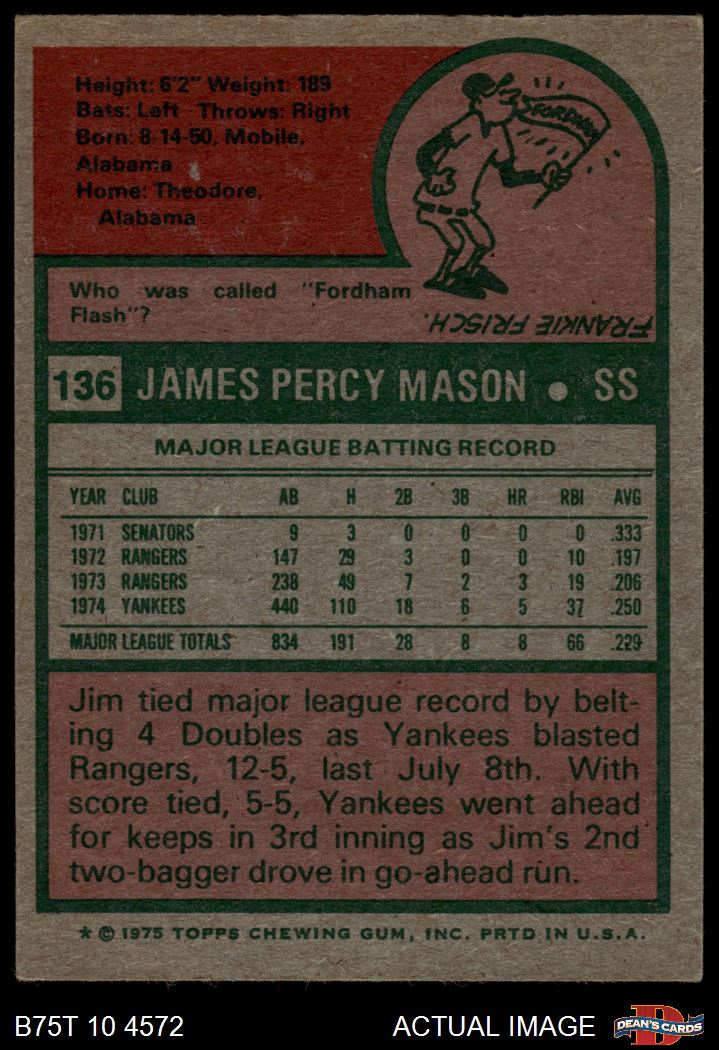 Height: 6'2" Weight: 189
Bats: Left Throws: Right
Born: 8-14-50, Mobile,
Alabama
Home: Theodore,
Alabama
FORDHAM
Who was called "Fordham
Flash"?
FRANKIE FRISCH.
136 JAMES PERCY MASON • SS
MAJOR LEAGUE BATTING RECORD
YEAR CLUB AB H 2B 3B HR RBI AVG
1971 SENATORS 9 3 0 0 0 0 .333
1972 RANGERS 147 29 3 0 0 10 .197
1973 RANGERS 238 49 7 2 3 19 .206
1974 YANKEES 440 110 18 6 5 37 .250
MAJOR LEAGUE TOTALS 834 191 28 8 8 66 .229
Jim tied major league record by belt-
ing 4 Doubles as Yankees blasted
Rangers, 12-5, last July 8th. With
score tied, 5-5, Yankees went ahead
for keeps in 3rd inning as Jim's 2nd
two-bagger drove in go-ahead run.
* © 1975 TOPPS CHEWING GUM, INC. PRTD IN U.S.A.
B75T 10 4572 ACTUAL IMAGE D DEAN'S CARDS